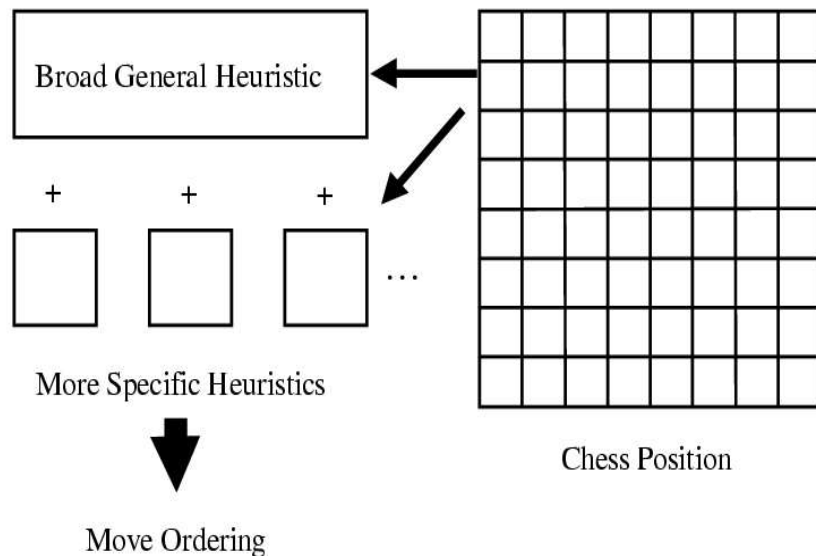 Broad General Heuristic
+ + +
...
More Specific Heuristics
Chess Position
Move Ordering